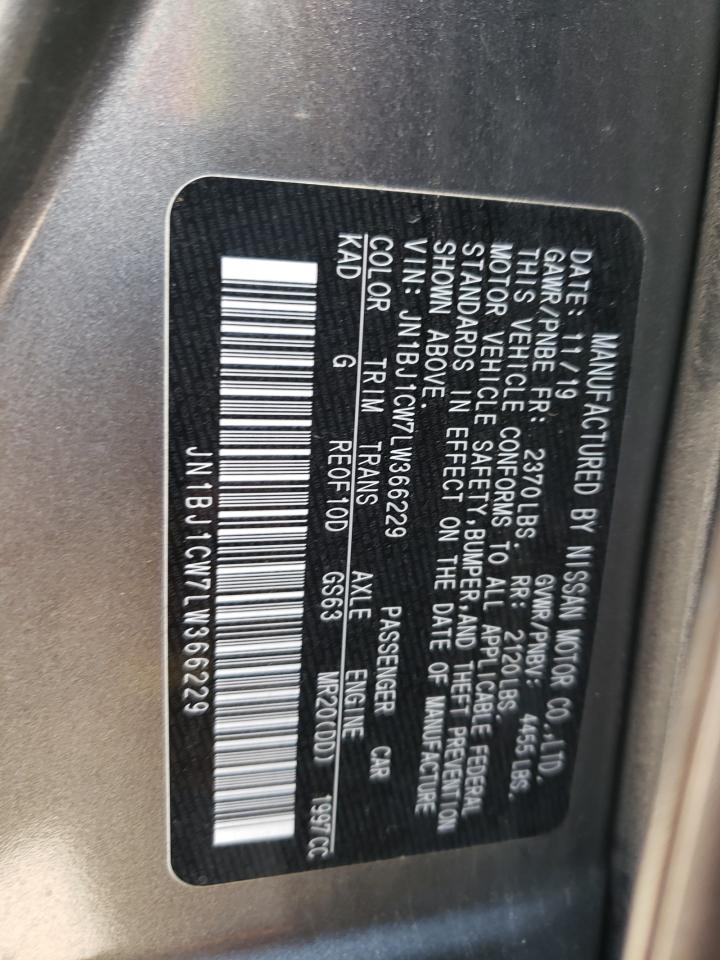 MANUFACTURED BY NISSAN MOTOR CO.,LTD.
DATE: 11/19 GVWR/PNBV: 4455LBS.
GAWR/PNBE FR: 2370LBS. RR: 2120LBS.
THIS VEHICLE CONFORMS TO ALL APPLICABLE FEDERAL
MOTOR VEHICLE SAFETY,BUMPER,AND THEFT PREVENTION
STANDARDS IN EFFECT ON THE DATE OF MANUFACTURE
SHOWN ABOVE.
VIN: JN1BJ1CW7LW366229 PASSENGER CAR
COLOR TRIM TRANS AXLE ENGINE
KAD G RE0F10D GS63 MR20(DD) 1997CC
JN1BJ1CW7LW366229